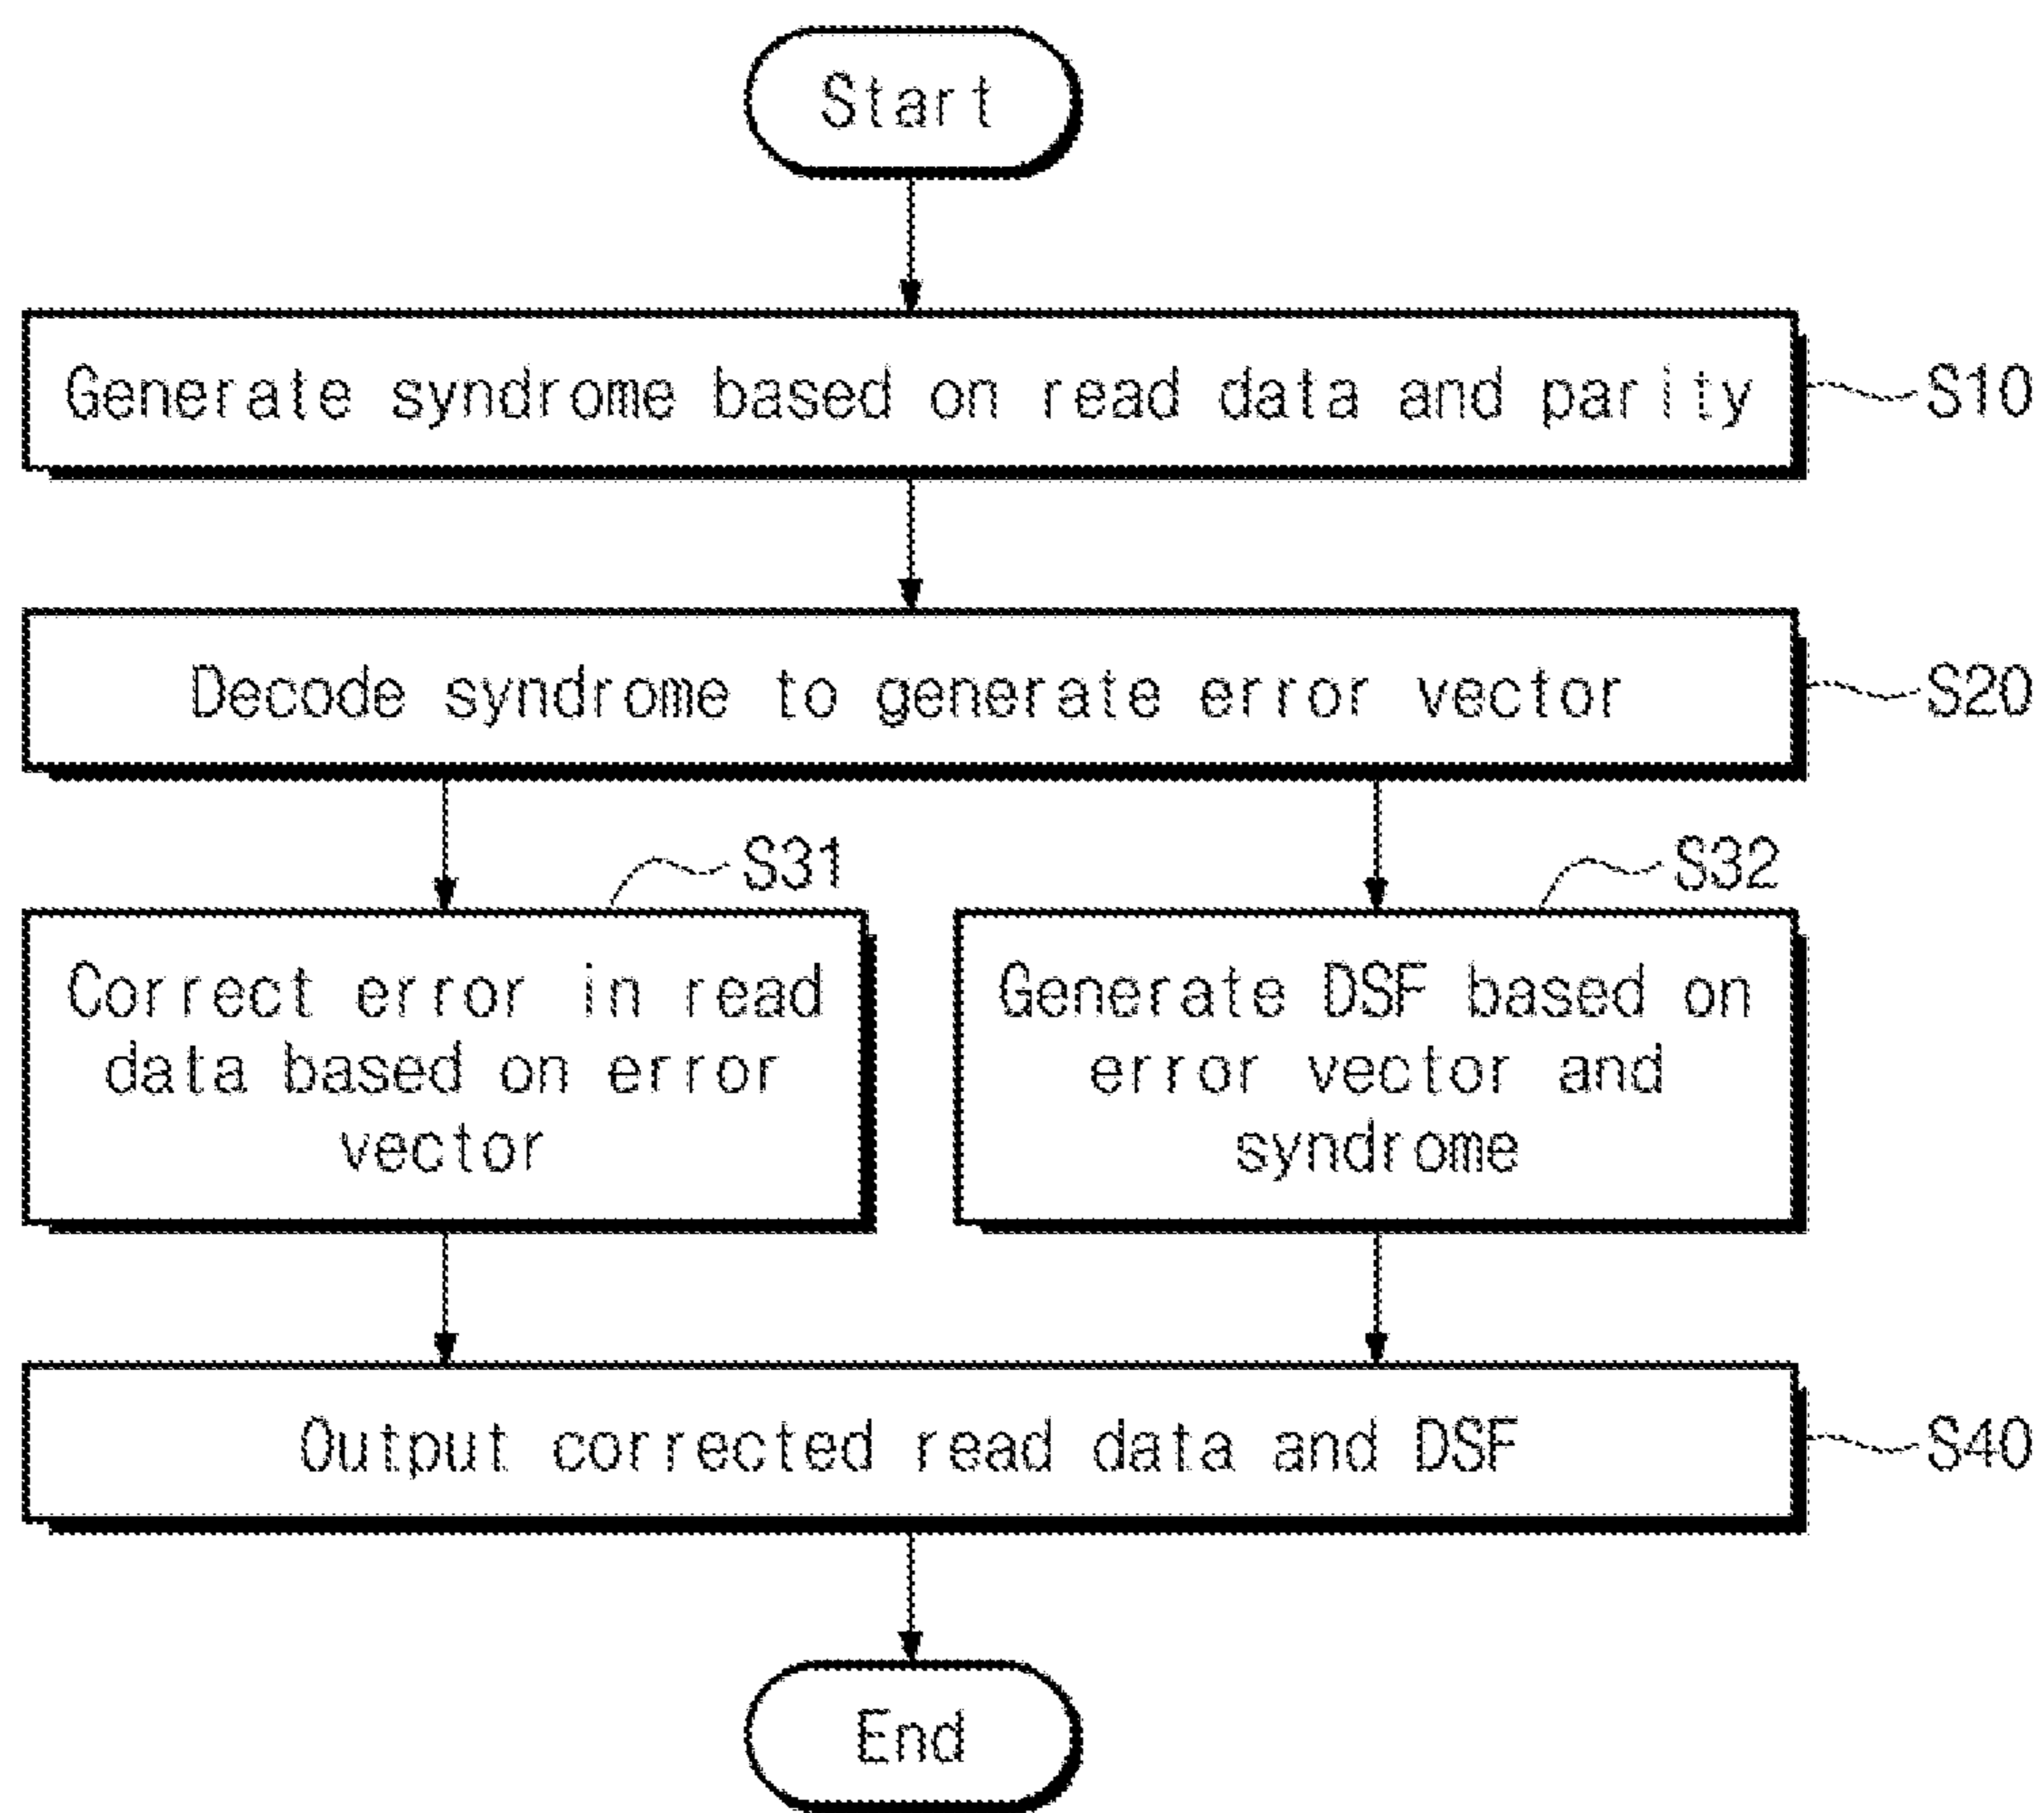 Start
Generate syndrome based on read data and parity
S10
Decode syndrome to generate error vector
S20
S31
Correct error in read
data based on error
vector
S32
Generate DSF based on
error vector and
syndrome
Output corrected read data and DSF
S40
End